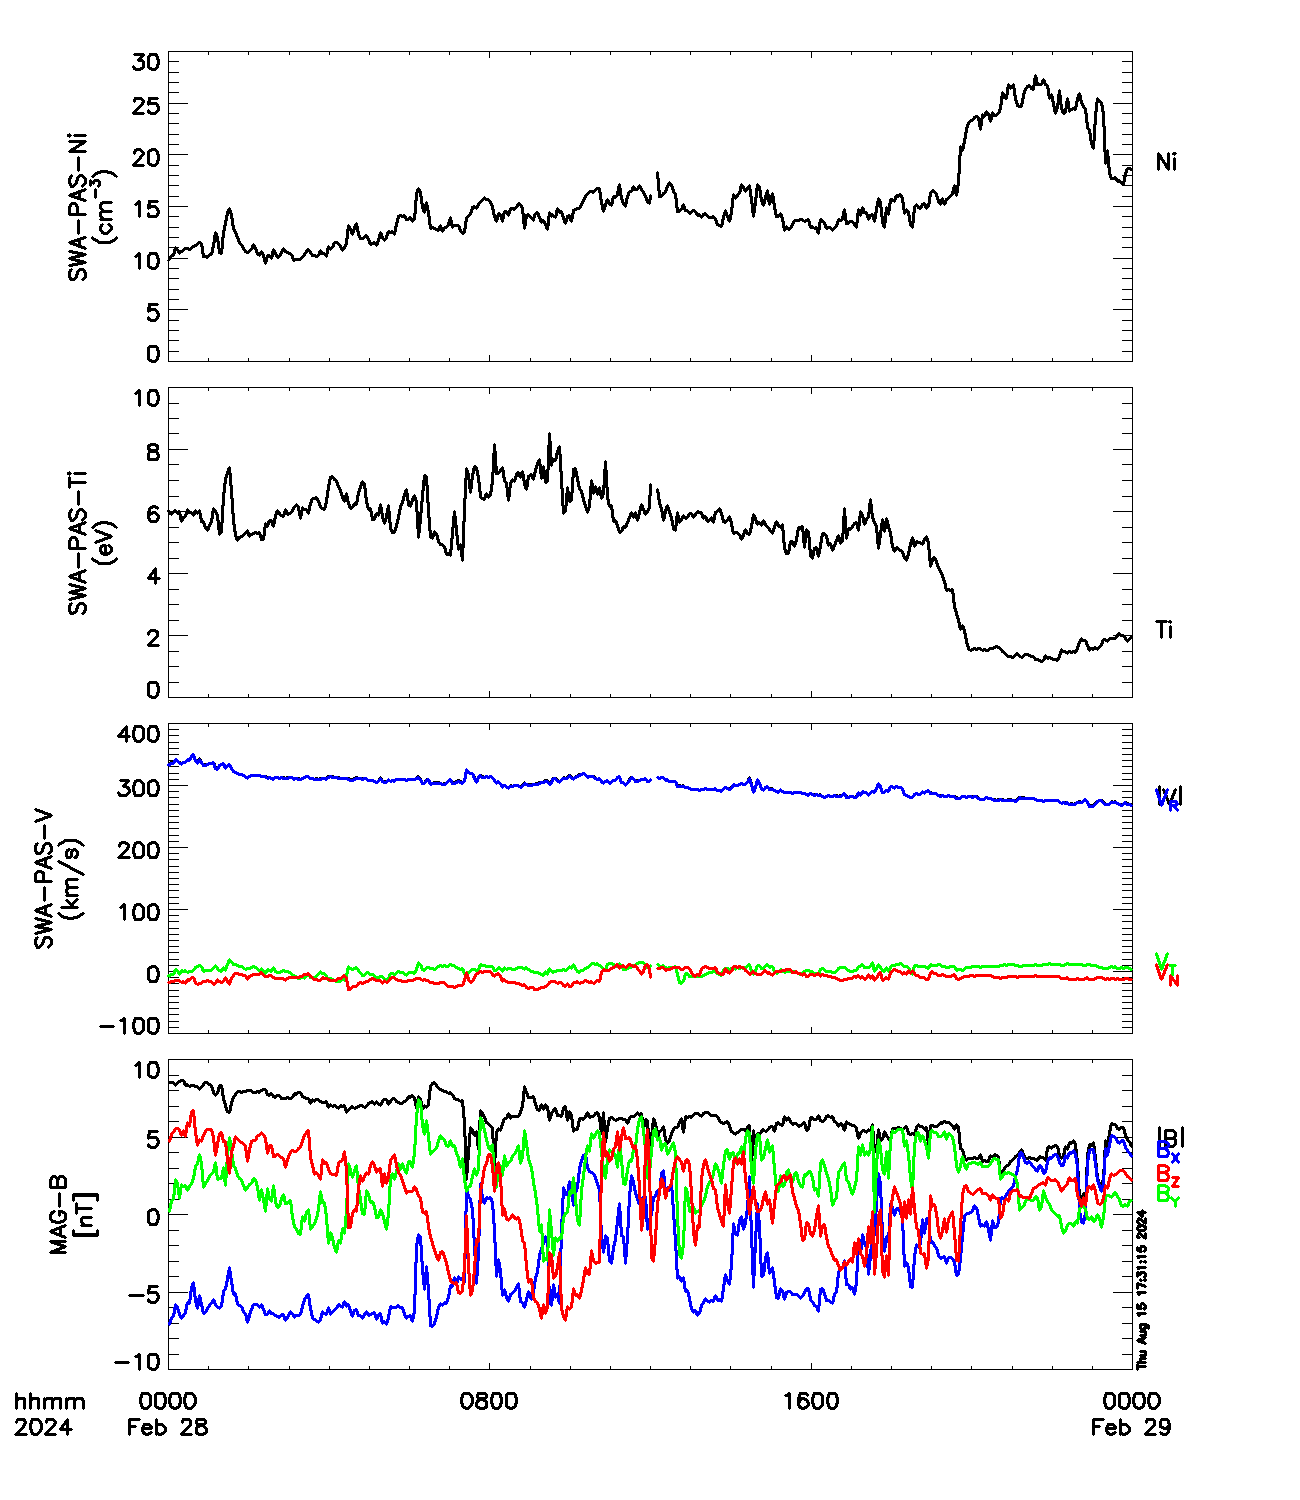 30
25
20
15
10
5
0
SWA-PAS-Ni
(cm⁻³)
Ni
10
8
6
4
2
0
SWA-PAS-Ti
(eV)
Ti
400
300
200
100
0
-100
SWA-PAS-V
(km/s)
|V|
V_R
V_T
V_N
10
5
0
-5
-10
MAG-B
[nT]
|B|
B_X
B_Z
B_Y
Thu Aug 15 17:31:15 2024
hhmm 0000 0800 1600 0000
2024 Feb 28 Feb 29